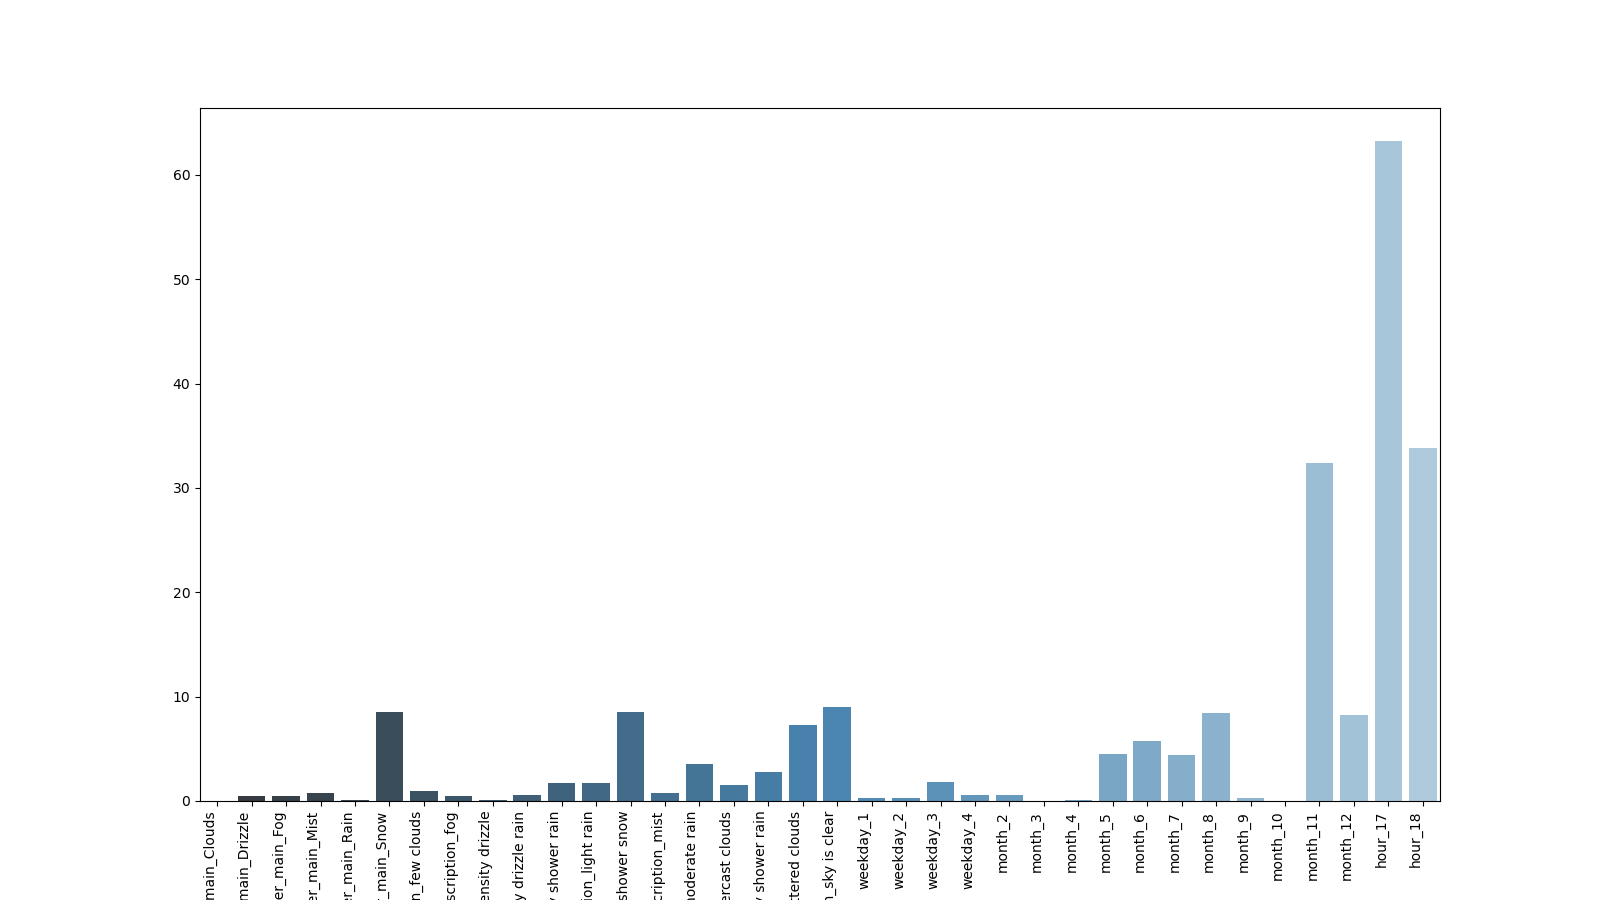 60
50
40
30
20
10
0
main_Clouds
main_Drizzle
er_main_Fog
er_main_Mist
er_main_Rain
_main_Snow
n_few clouds
scription_fog
ensity drizzle
y drizzle rain
y shower rain
ion_light rain
shower snow
cription_mist
noderate rain
ercast clouds
y shower rain
ttered clouds
n_sky is clear
weekday_1
weekday_2
weekday_3
weekday_4
month_2
month_3
month_4
month_5
month_6
month_7
month_8
month_9
month_10
month_11
month_12
hour_17
hour_18